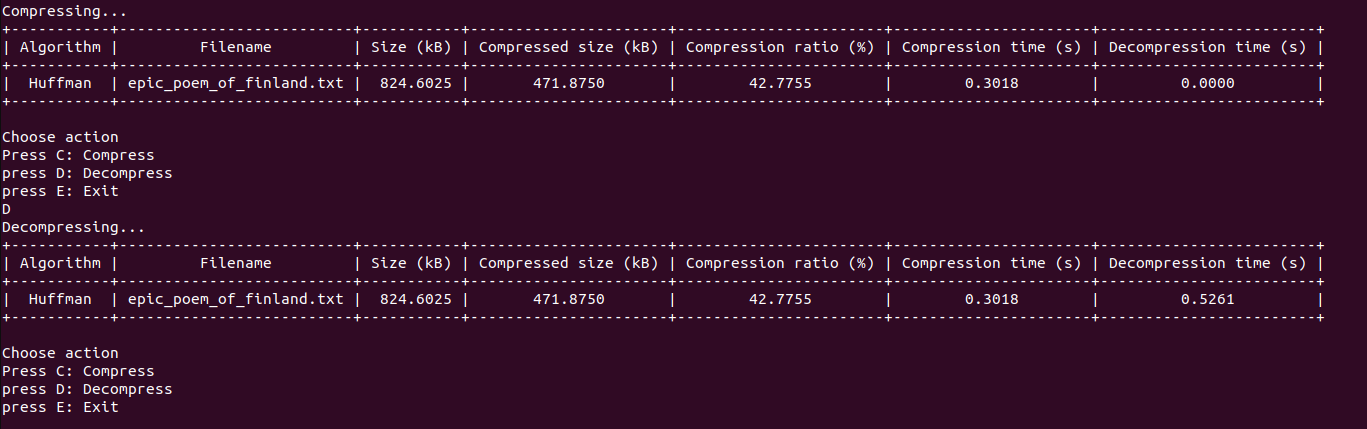 Compressing...
+-----------+--------------------------+-----------+----------------------+-----------------------+----------------------+------------------------+
| Algorithm |         Filename         | Size (kB) | Compressed size (kB) | Compression ratio (%) | Compression time (s) | Decompression time (s) |
+-----------+--------------------------+-----------+----------------------+-----------------------+----------------------+------------------------+
|  Huffman  | epic_poem_of_finland.txt |  824.6025 |       471.8750       |        42.7755        |        0.3018        |         0.0000         |
+-----------+--------------------------+-----------+----------------------+-----------------------+----------------------+------------------------+
Choose action
Press C: Compress
press D: Decompress
press E: Exit
D
Decompressing...
+-----------+--------------------------+-----------+----------------------+-----------------------+----------------------+------------------------+
| Algorithm |         Filename         | Size (kB) | Compressed size (kB) | Compression ratio (%) | Compression time (s) | Decompression time (s) |
+-----------+--------------------------+-----------+----------------------+-----------------------+----------------------+------------------------+
|  Huffman  | epic_poem_of_finland.txt |  824.6025 |       471.8750       |        42.7755        |        0.3018        |         0.5261         |
+-----------+--------------------------+-----------+----------------------+-----------------------+----------------------+------------------------+
Choose action
Press C: Compress
press D: Decompress
press E: Exit